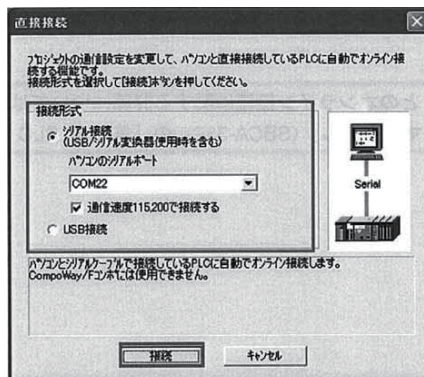 直接接続
プロジェクトの通信設定を変更して、パソコンと直接接続しているPLCに自動でオンライン接
続する機能です。
接続形式を選択して[接続]ボタンを押してください。
接続形式
シリアル接続
(USB/シリアル変換器使用時を含む)
パソコンのシリアルポート
COM22
通信速度115,200で接続する
USB接続
Serial
パソコンとシリアルケーブルで接続しているPLCに自動でオンライン接続します。
CompoWay/Fコンポには使用できません。
接続
キャンセル